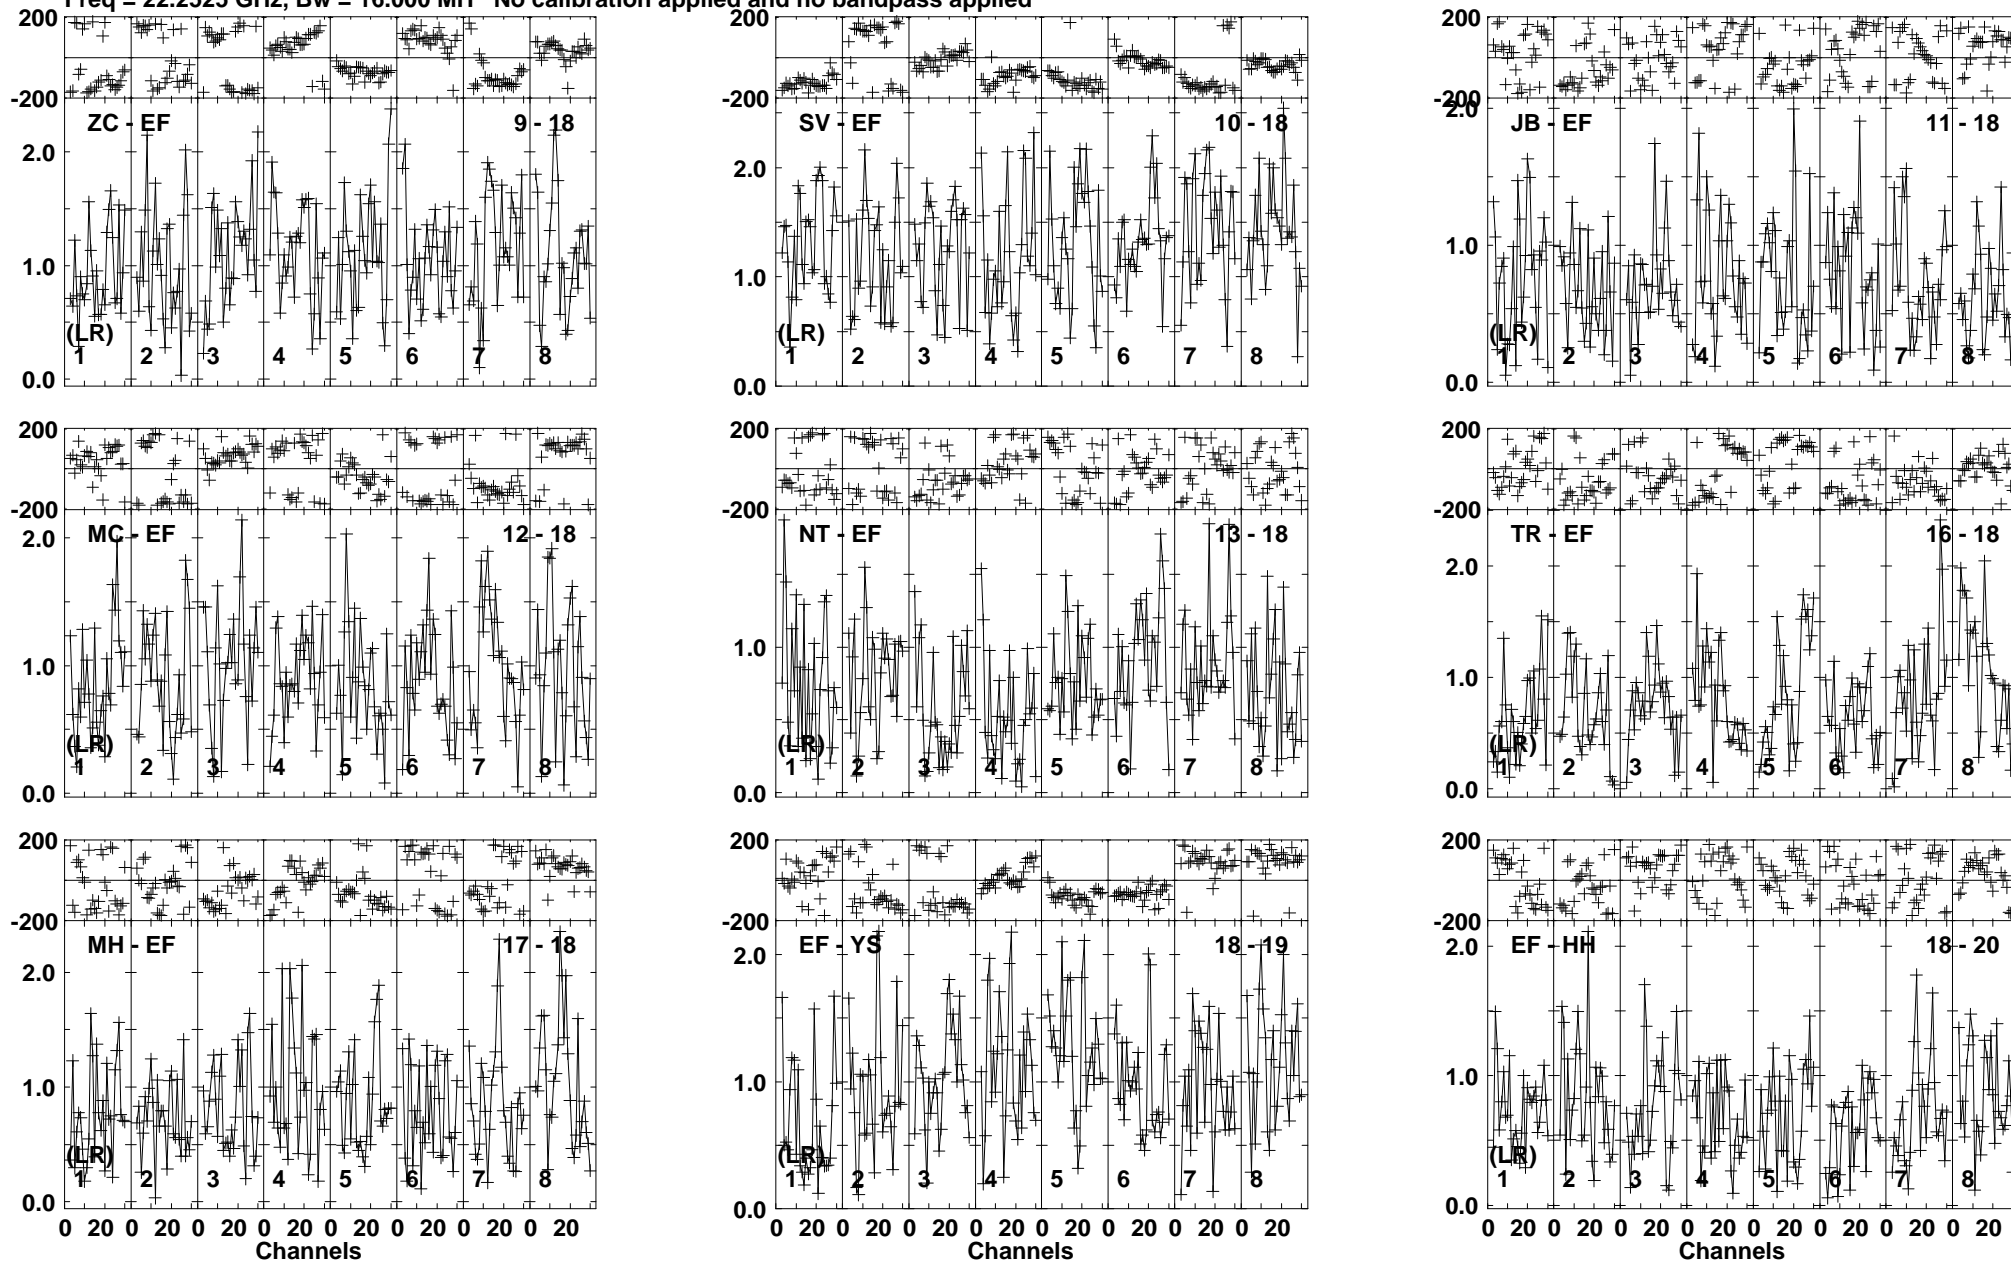 Freq = 22.2325 GHz, Bw = 16.000 MH No calibration applied and no bandpass applied
200 200 200
-200 -200 -200
ZC - EF 9 - 18 SV - EF 10 - 18 JB - EF 11 - 18
2.0 2.0 2.0
1.0 1.0 1.0
(LR) (LR) (LR)
1 2 3 4 5 6 7 8 1 2 3 4 5 6 7 8 1 2 3 4 5 6 7 8
0.0 0.0 0.0
200 200 200
-200 -200 -200
MC - EF 12 - 18 NT - EF 13 - 18 TR - EF 16 - 18
2.0 2.0
1.0 1.0 1.0
(LR) (LR) (LR)
1 2 3 4 5 6 7 8 1 2 3 4 5 6 7 8 1 2 3 4 5 6 7 8
0.0 0.0 0.0
200 200 200
-200 -200 -200
MH - EF 17 - 18 EF - YS 18 - 19 EF - HH 18 - 20
2.0 2.0 2.0
1.0 1.0 1.0
(LR) (LR) (LR)
1 2 3 4 5 6 7 8 1 2 3 4 5 6 7 8 1 2 3 4 5 6 7 8
0.0 0.0 0.0
0 20 0 20 0 20 0 20 0 20 0 20 0 20 0 20 0 20 0 20 0 20 0 20 0 20 0 20 0 20 0 20 0 20 0 20 0 20 0 20 0 20 0 20 0 20 0 20
Channels Channels